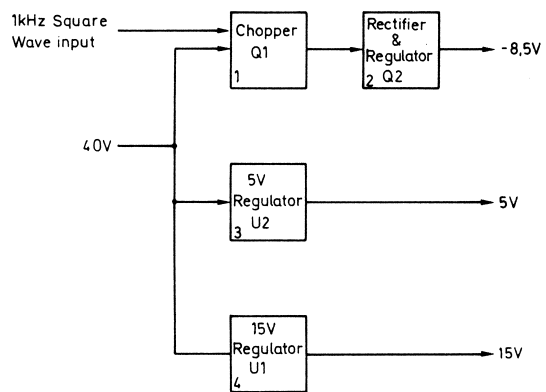 1kHz Square
Wave input
Chopper
Q1
1
Rectifier
&
Regulator
Q2
2
-8,5V
40V
5V
Regulator
U2
3
5V
15V
Regulator
U1
4
15V